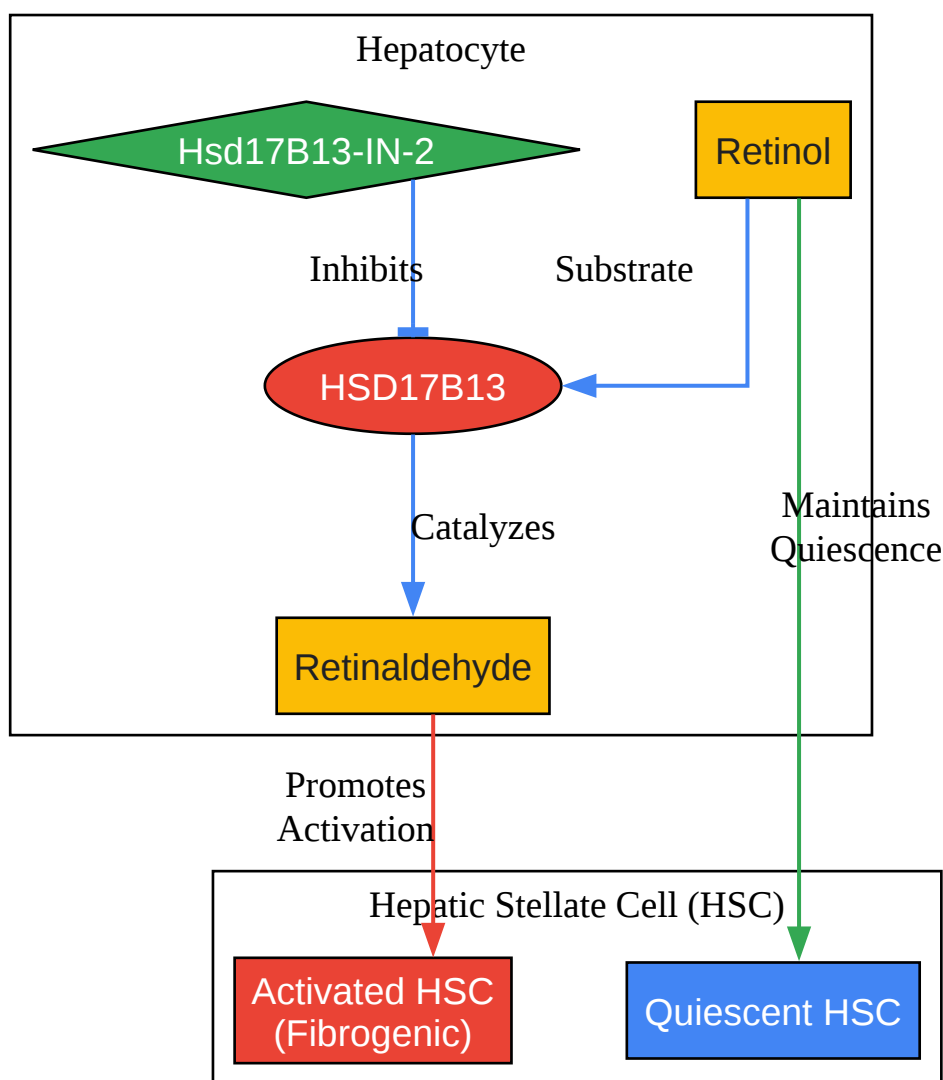 Hepatocyte
Hsd17B13-IN-2
Retinol
Inhibits
Substrate
HSD17B13
Catalyzes
Maintains
Quiescence
Retinaldehyde
Promotes
Activation
Hepatic Stellate Cell (HSC)
Activated HSC
(Fibrogenic)
Quiescent HSC